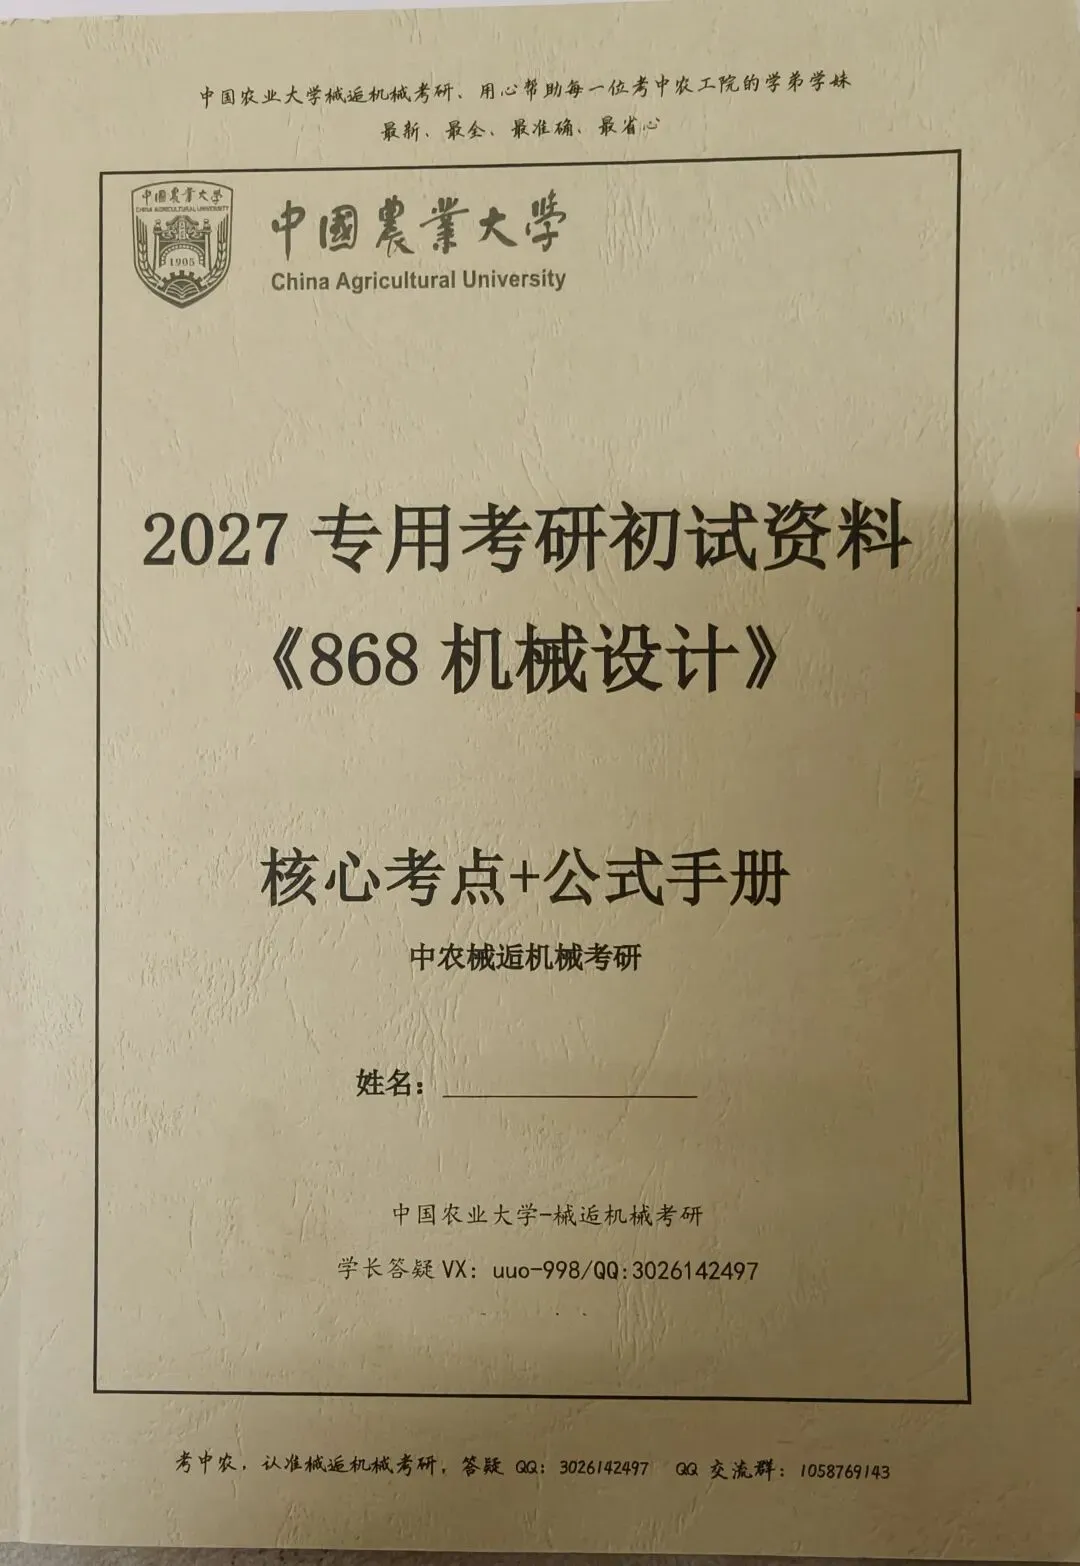 中国农业大学械逅机械考研、用心帮助每一位考中农工院的学弟学妹
最新、最全、最准确、最省心
中国农业大学
CHINA AGRICULTURAL UNIVERSITY
1905
中國農業大學
China Agricultural University
2027 专用考研初试资料
《868 机械设计》
核心考点+公式手册
中农械逅机械考研
姓名：
中国农业大学-械逅机械考研
学长答疑 VX：uuo-998/QQ:3026142497
考中农，认准械逅机械考研，答疑 QQ：3026142497 QQ 交流群：1058769143